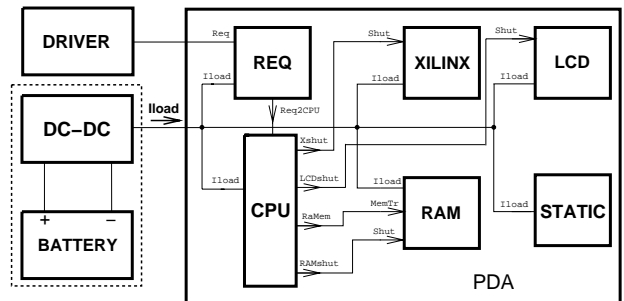 DRIVER
Req
REQ
Shut
XILINX
Shut
LCD
Iload
Iload
Iload
Iload
DC–DC
Req2CPU
Xshut
LCDshut
Iload
CPU
Iload
RaMem
MemTr
RAM
Iload
STATIC
+ –
BATTERY
Shut
RAMshut
PDA